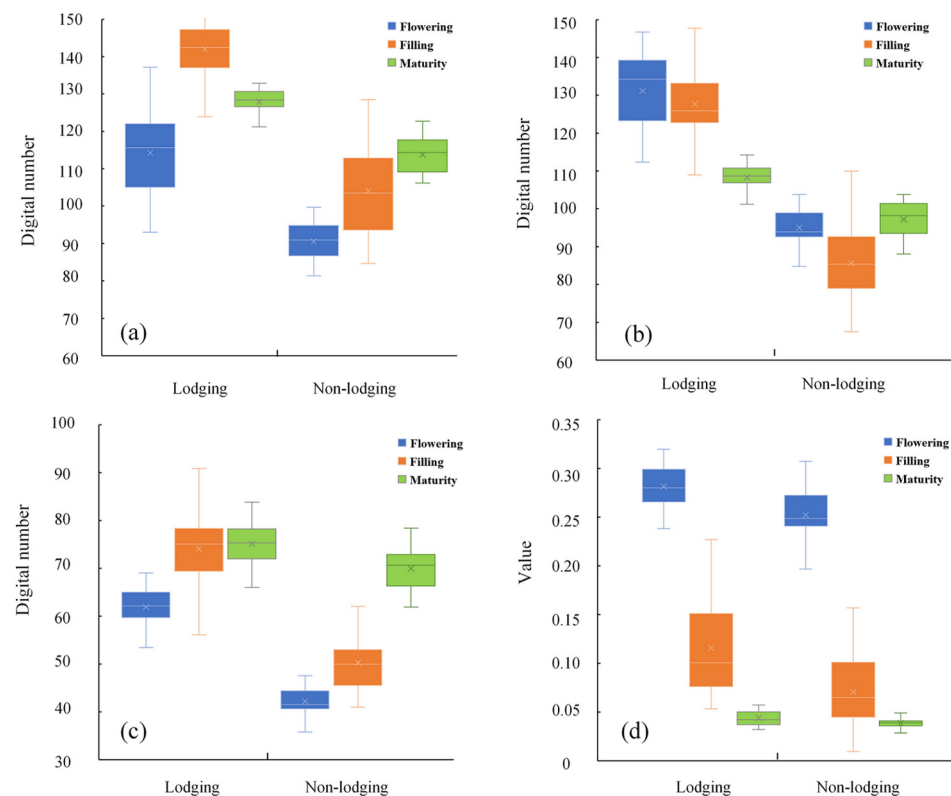 150
140
130
120
110
100
90
80
70
60
Digital number
Flowering
Filling
Maturity
(a)
Lodging Non-lodging
150
140
130
120
110
100
90
80
70
60
Digital number
Flowering
Filling
Maturity
(b)
Lodging Non-lodging
100
90
80
70
60
50
40
30
Digital number
Flowering
Filling
Maturity
(c)
Lodging Non-lodging
0.35
0.30
0.25
0.20
0.15
0.10
0.05
0
Value
Flowering
Filling
Maturity
(d)
Lodging Non-lodging